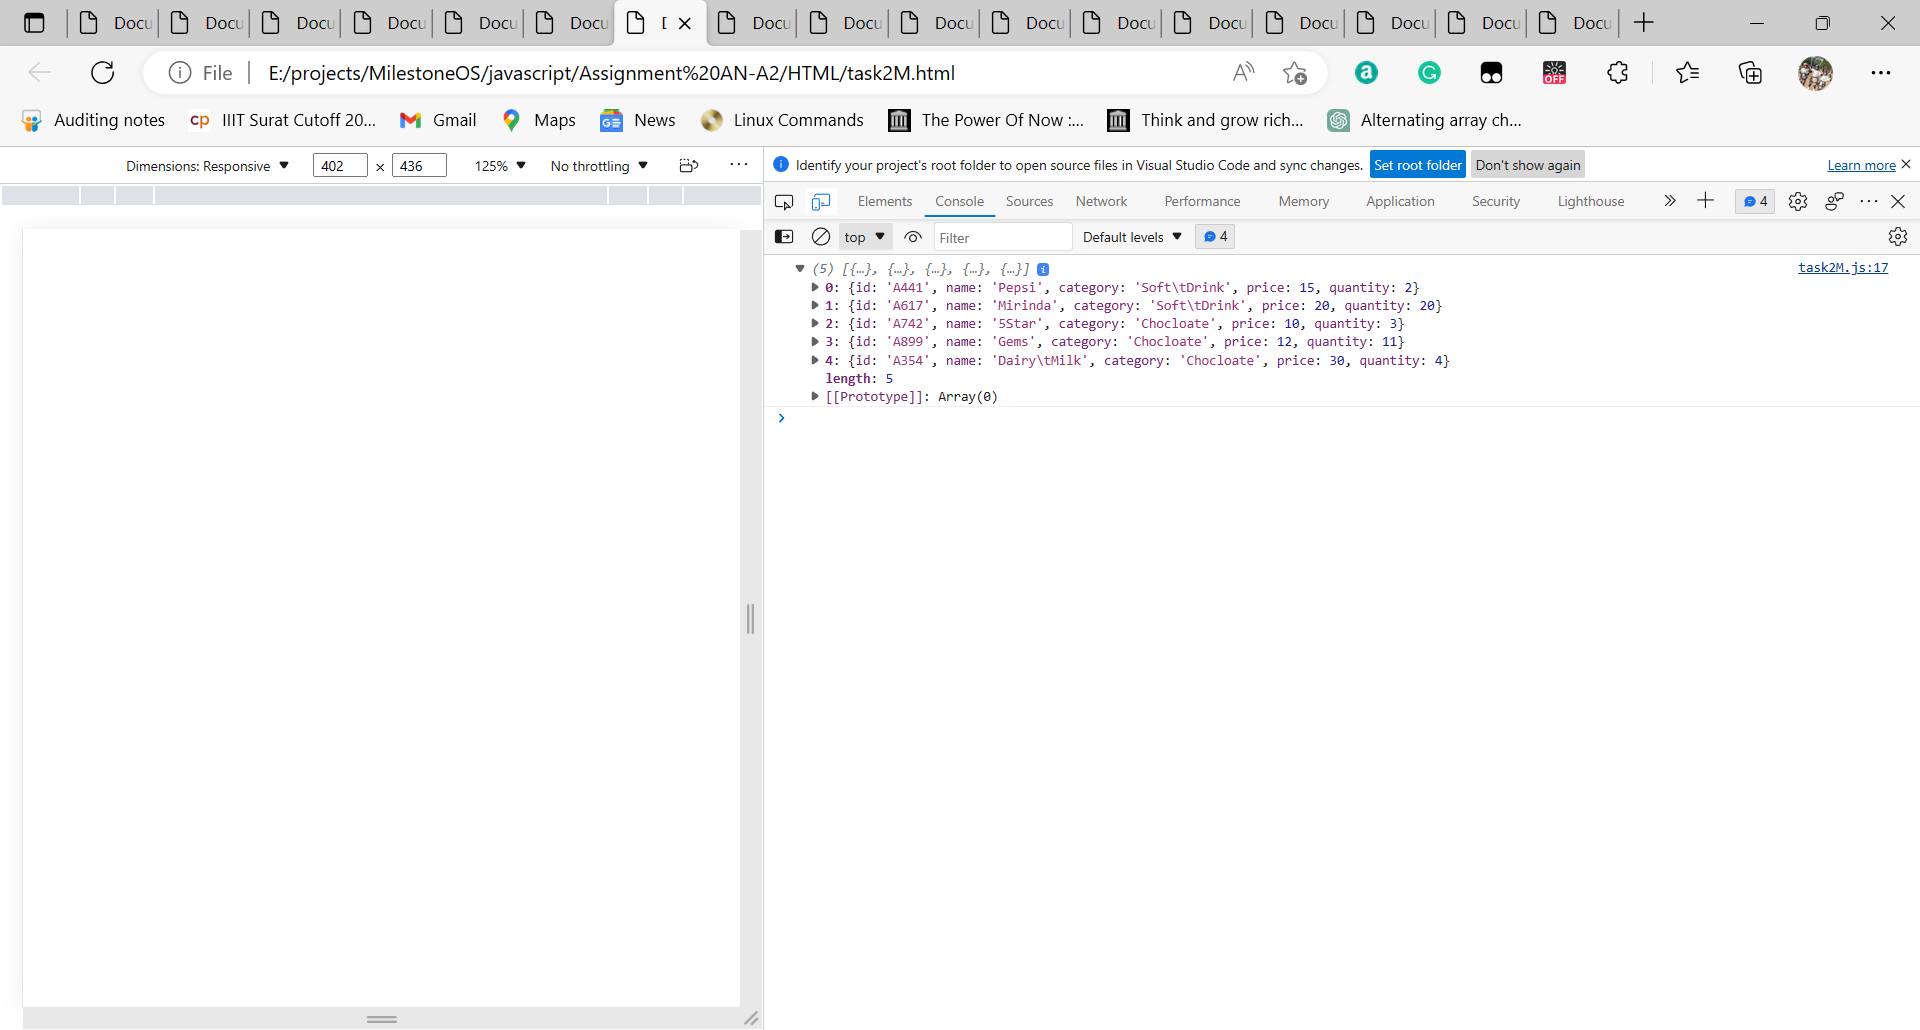 Docu Docu Docu Docu Docu Docu D Docu Docu Docu Docu Docu Docu Docu Docu Docu Docu
File E:/projects/MilestoneOS/javascript/Assignment%20AN-A2/HTML/task2M.html
Auditing notes IIIT Surat Cutoff 20... Gmail Maps News Linux Commands The Power Of Now :... Think and grow rich... Alternating array ch...
Dimensions: Responsive 402 × 436 125% No throttling
Identify your project's root folder to open source files in Visual Studio Code and sync changes. Set root folder Don't show again Learn more
Elements Console Sources Network Performance Memory Application Security Lighthouse 4
top Filter Default levels 4
(5) [{…}, {…}, {…}, {…}, {…}] task2M.js:17
0: {id: 'A441', name: 'Pepsi', category: 'Soft\tDrink', price: 15, quantity: 2}
1: {id: 'A617', name: 'Mirinda', category: 'Soft\tDrink', price: 20, quantity: 20}
2: {id: 'A742', name: '5Star', category: 'Chocloate', price: 10, quantity: 3}
3: {id: 'A899', name: 'Gems', category: 'Chocloate', price: 12, quantity: 11}
4: {id: 'A354', name: 'Dairy\tMilk', category: 'Chocloate', price: 30, quantity: 4}
length: 5
[[Prototype]]: Array(0)